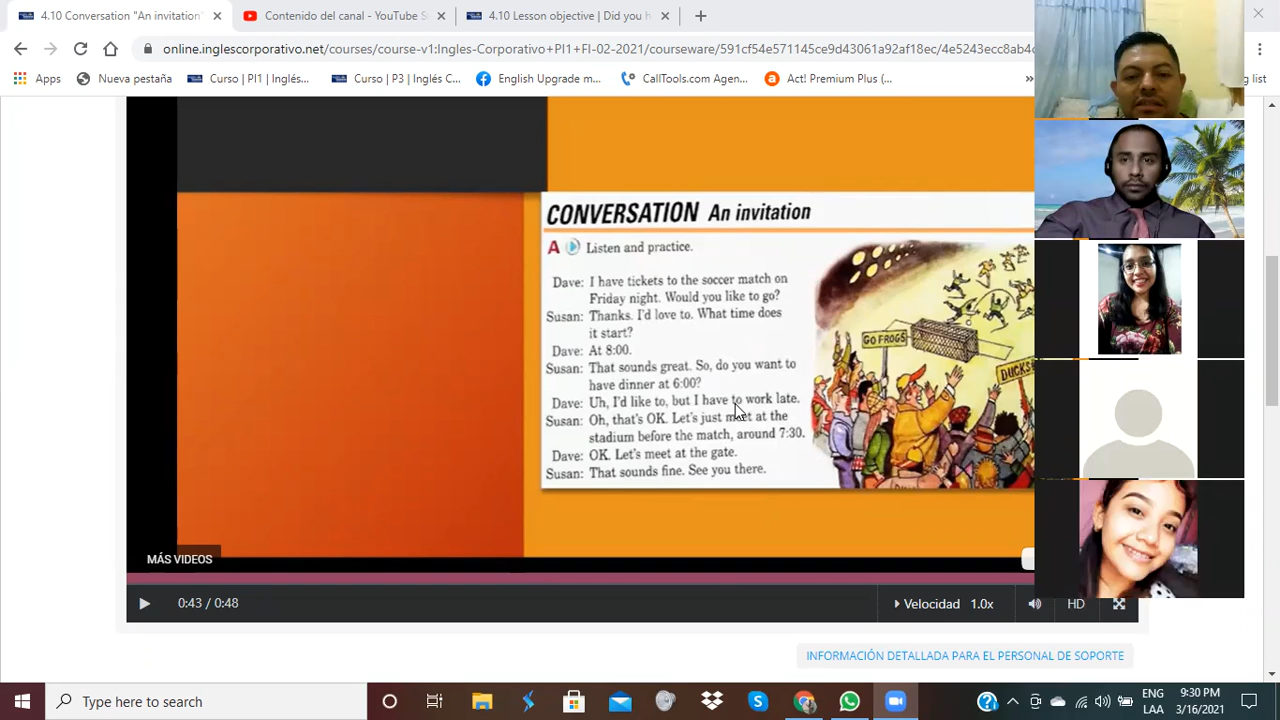 4.10 Conversation "An invitation"
Contenido del canal - YouTube S
4.10 Lesson objective | Did you h
online.inglescorporativo.net/courses/course-v1:Ingles-Corporativo+PI1+FI-02-2021/courseware/591cf54e571145ce9d43061a92af18ec/4e5243ecc8ab4c
Apps
Nueva pestaña
Curso | PI1 | Inglés...
Curso | P3 | Inglés C...
English Upgrade m...
CallTools.com Agen...
Act! Premium Plus (...
»
ng list
CONVERSATION An invitation
A Listen and practice.
Dave: I have tickets to the soccer match on
Friday night. Would you like to go?
Susan: Thanks. I'd love to. What time does
it start?
Dave: At 8:00.
Susan: That sounds great. So, do you want to
have dinner at 6:00?
Dave: Uh, I'd like to, but I have to work late.
Susan: Oh, that's OK. Let's just meet at the
stadium before the match, around 7:30.
Dave: OK. Let's meet at the gate.
Susan: That sounds fine. See you there.
GO FROGS
DUCKS
MÁS VIDEOS
0:43 / 0:48
Velocidad 1.0x
HD
INFORMACIÓN DETALLADA PARA EL PERSONAL DE SOPORTE
Type here to search
ENG
LAA
9:30 PM
3/16/2021